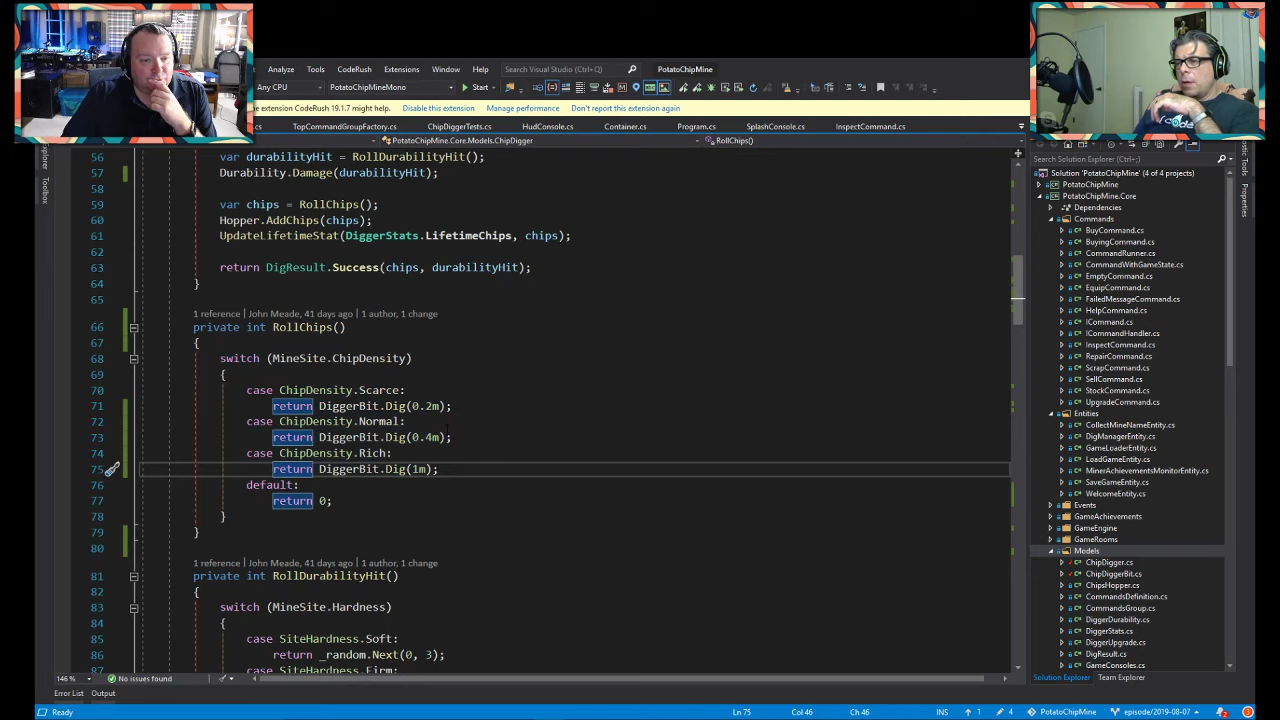 Analyze Tools CodeRush Extensions Window Help Search Visual Studio (Ctrl+Q) PotatoChipMine
Any CPU PotatoChipMineMono Start
he extension CodeRush 19.1.7 might help. Disable this extension Manage performance Don't report this extension
.cs TopCommandGroupFactory.cs ChipDiggerTests.cs HudConsole.cs Container.cs Program.cs SplashConsole.cs InspectCommand.cs
PotatoChipMine.Core.Models.ChipDigger RollChips()
56 var durabilityHit = RollDurabilityHit();
57 Durability.Damage(durabilityHit);
58
59 var chips = RollChips();
60 Hopper.AddChips(chips);
61 UpdateLifetimeStat(DiggerStats.LifetimeChips, chips);
62
63 return DigResult.Success(chips, durabilityHit);
64 }
65
1 reference | John Meade, 41 days ago | 1 author, 1 change
66 private int RollChips()
67 {
68 switch (MineSite.ChipDensity)
69 {
70 case ChipDensity.Scarce:
71 return DiggerBit.Dig(0.2m);
72 case ChipDensity.Normal:
73 return DiggerBit.Dig(0.4m);
74 case ChipDensity.Rich:
75 return DiggerBit.Dig(1m);
76 default:
77 return 0;
78 }
79 }
80
1 reference | John Meade, 41 days ago | 1 author, 1 change
81 private int RollDurabilityHit()
82 {
83 switch (MineSite.Hardness)
84 {
85 case SiteHardness.Soft:
86 return _random.Next(0, 3);
87 case SiteHardness.Firm:
146 % No issues found
Error List Output
Ready Ln 75 Col 46 Ch 46 INS 1 4 PotatoChipMine episode/2019-08-07 3
Explorer
Toolbox
Search Solution Explorer (Ctrl+;)
Solution 'PotatoChipMine' (4 of 4 projects)
PotatoChipMine
PotatoChipMine.Core
Dependencies
Commands
BuyCommand.cs
BuyingCommand.cs
CommandRunner.cs
CommandWithGameState.cs
EmptyCommand.cs
EquipCommand.cs
FailedMessageCommand.cs
HelpCommand.cs
ICommand.cs
ICommandHandler.cs
InspectCommand.cs
RepairCommand.cs
ScrapCommand.cs
SellCommand.cs
StockCommand.cs
UpgradeCommand.cs
Entities
CollectMineNameEntity.cs
DigManagerEntity.cs
GameLoaderEntity.cs
LoadGameEntity.cs
MinerAchievementsMonitorEntity.cs
SaveGameEntity.cs
WelcomeEntity.cs
Events
GameAchievements
GameEngine
GameRooms
Models
ChipDigger.cs
ChipDiggerBit.cs
ChipsHopper.cs
CommandsDefinition.cs
CommandsGroup.cs
DiggerDurability.cs
DiggerStats.cs
DiggerUpgrade.cs
DigResult.cs
GameConsoles.cs
Solution Explorer Team Explorer
ostic Tools
Properties